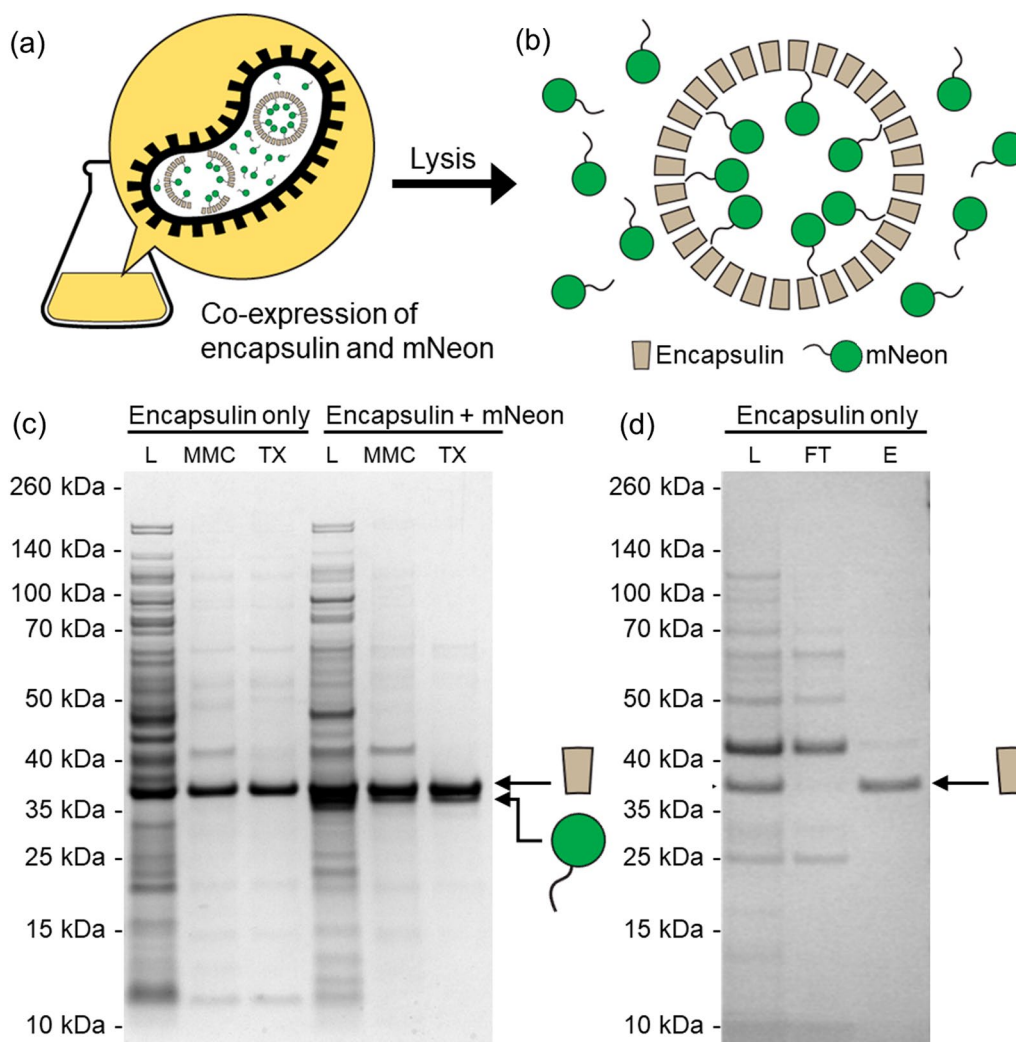 (a)
(b)
Lysis
Co-expression of
encapsulin and mNeon
Encapsulin
mNeon
(c)
Encapsulin only
Encapsulin + mNeon
L
MMC
TX
L
MMC
TX
260 kDa -
140 kDa -
100 kDa -
70 kDa -
50 kDa -
40 kDa -
35 kDa -
25 kDa -
15 kDa -
10 kDa -
(d)
Encapsulin only
L
FT
E
260 kDa -
140 kDa -
100 kDa -
70 kDa -
50 kDa -
40 kDa -
35 kDa -
25 kDa -
15 kDa -
10 kDa -